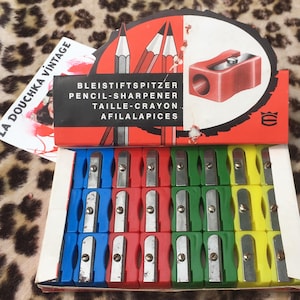 LA DOUCHKA VINTAGE
BLEISTIFTSPITZER
PENCIL-SHARPENER
TAILLE-CRAYON
AFILALAPICES